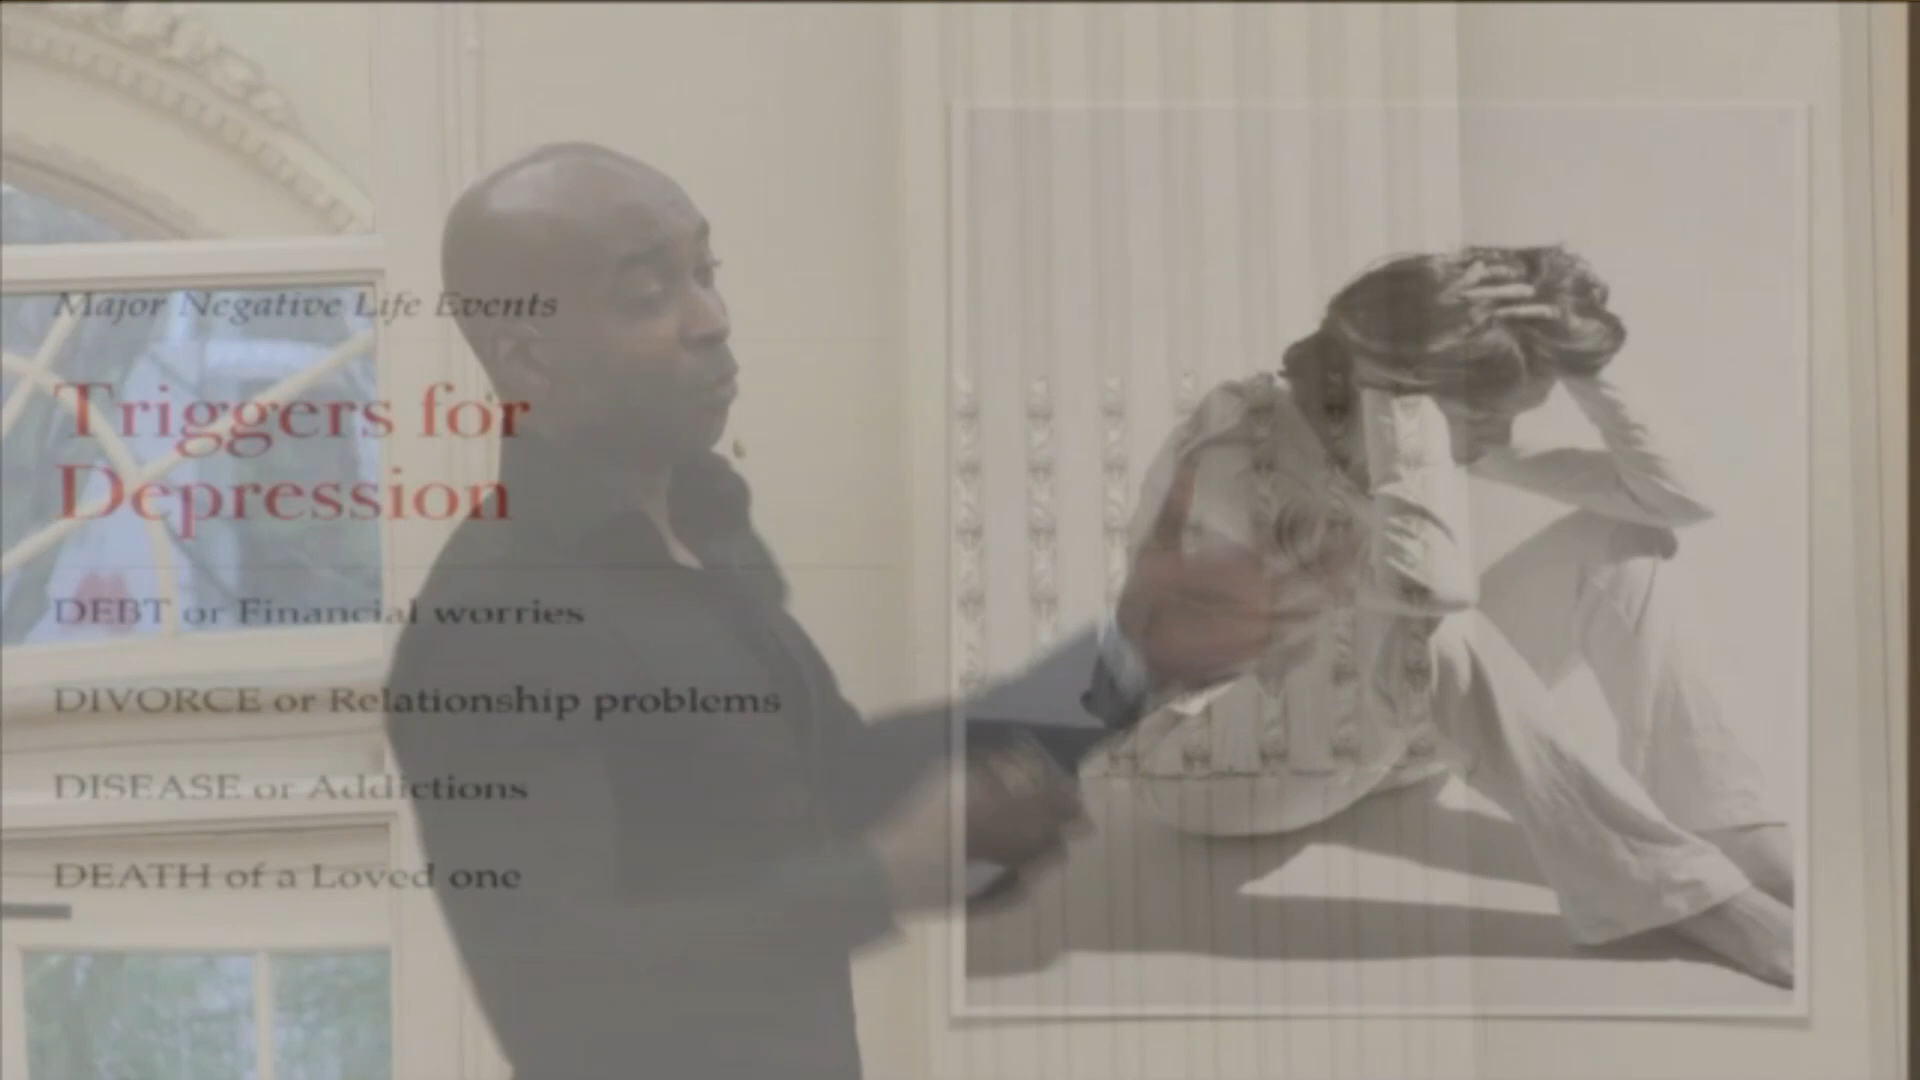 Major Negative Life Events
Triggers for
Depression
DEBT or Financial worries
DIVORCE or Relationship problems
DISEASE or Addictions
DEATH of a Loved one